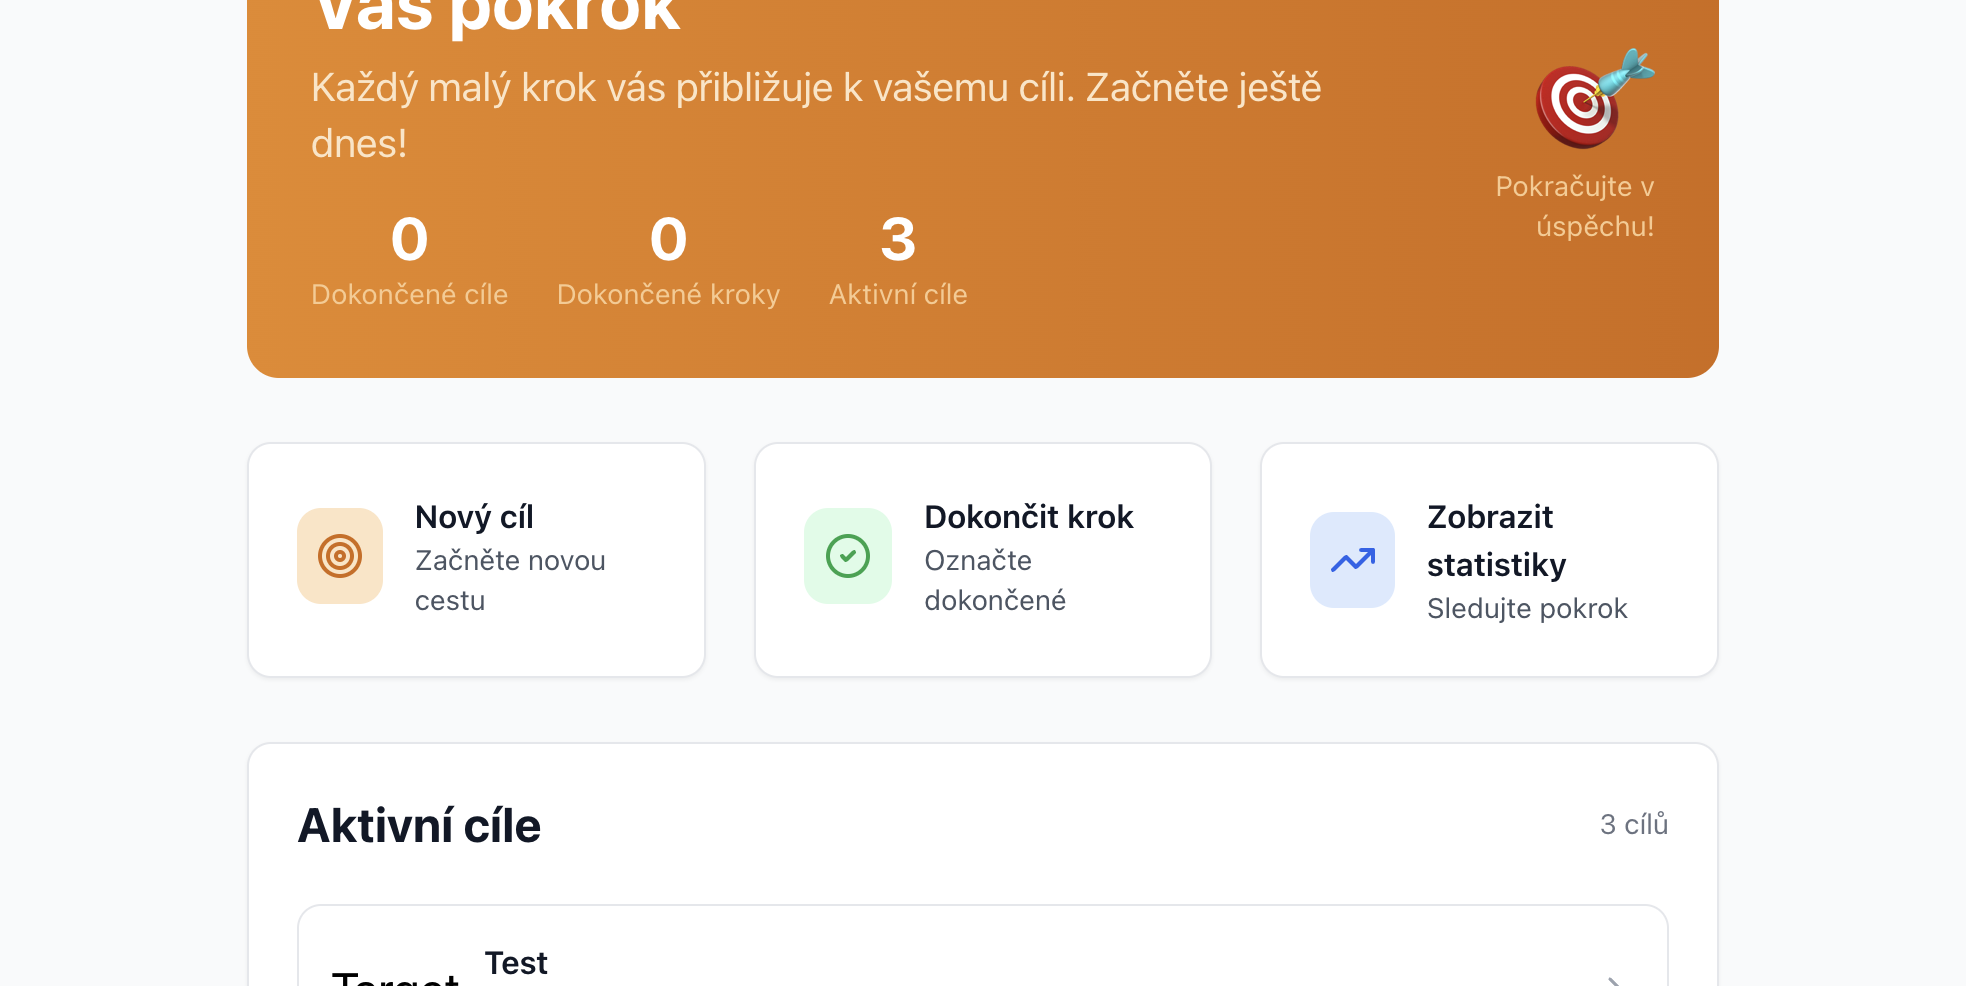 Váš pokrok
Každý malý krok vás přibližuje k vašemu cíli. Začněte ještě
dnes!
Pokračujte v
úspěchu!
0
Dokončené cíle
0
Dokončené kroky
3
Aktivní cíle
Nový cíl
Začněte novou
cestu
Dokončit krok
Označte
dokončené
Zobrazit
statistiky
Sledujte pokrok
Aktivní cíle
3 cílů
Test
Target